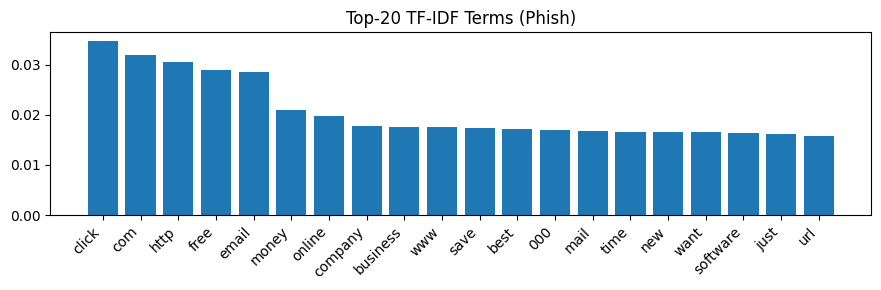 Top-20 TF-IDF Terms (Phish)
0.03
0.02
0.01
0.00
click com http free email money online company business www save best 000 mail time new want software just url